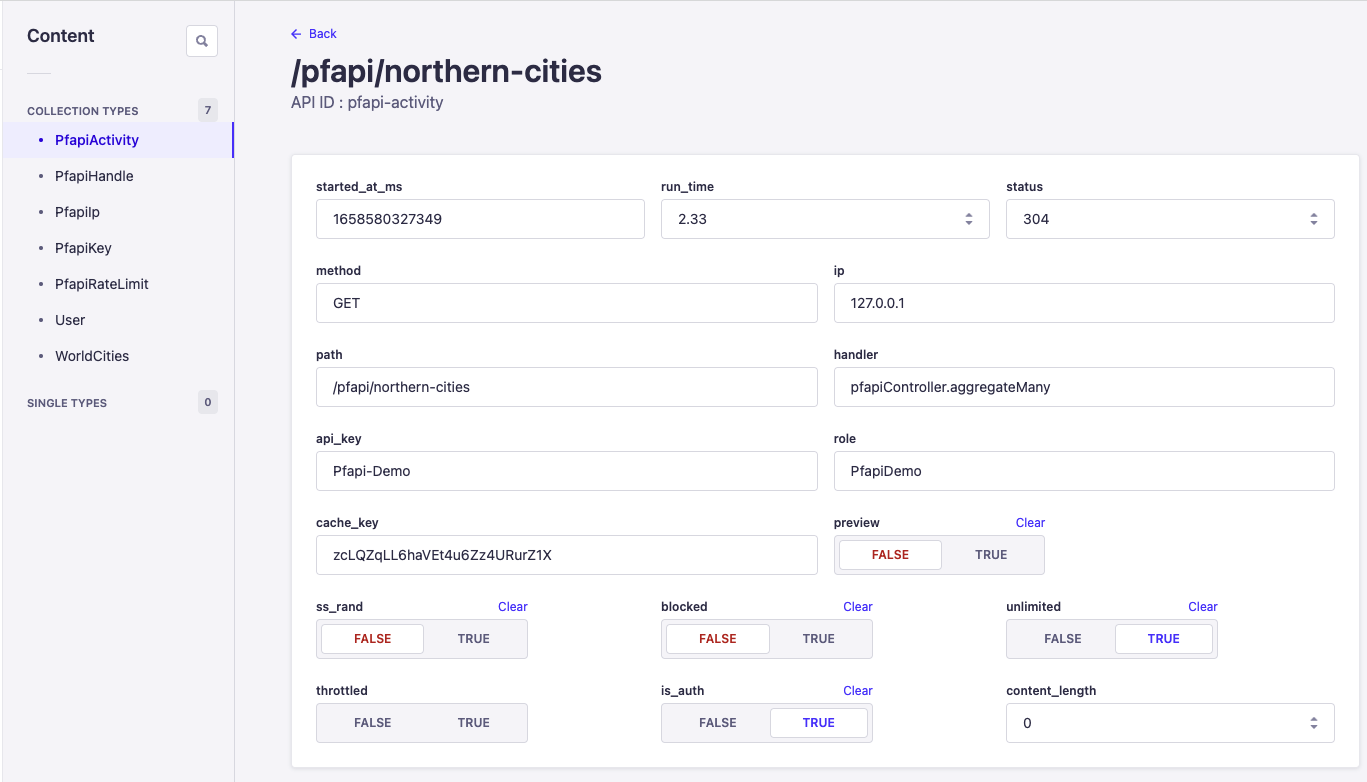 Content
COLLECTION TYPES 7
PfapiActivity
PfapiHandle
PfapiIp
PfapiKey
PfapiRateLimit
User
WorldCities
SINGLE TYPES 0
← Back
/pfapi/northern-cities
API ID : pfapi-activity
started_at_ms run_time status
1658580327349 2.33 304
method ip
GET 127.0.0.1
path handler
/pfapi/northern-cities pfapiController.aggregateMany
api_key role
Pfapi-Demo PfapiDemo
cache_key preview Clear
zcLQZqLL6haVEt4u6Zz4URurZ1X FALSE TRUE
ss_rand Clear blocked Clear unlimited Clear
FALSE TRUE FALSE TRUE FALSE TRUE
throttled is_auth Clear content_length
FALSE TRUE FALSE TRUE 0